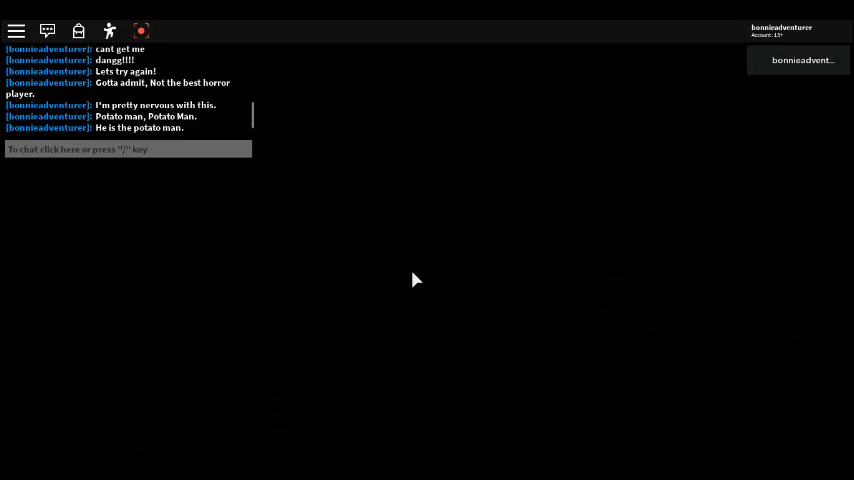 bonnieadventurer
Account: 13+
bonnieadvent...
[bonnieadventurer]: cant get me
[bonnieadventurer]: dangg!!!!
[bonnieadventurer]: Lets try again!
[bonnieadventurer]: Gotta admit, Not the best horror
player.
[bonnieadventurer]: I'm pretty nervous with this.
[bonnieadventurer]: Potato man, Potato Man.
[bonnieadventurer]: He is the potato man.
To chat click here or press "/" key